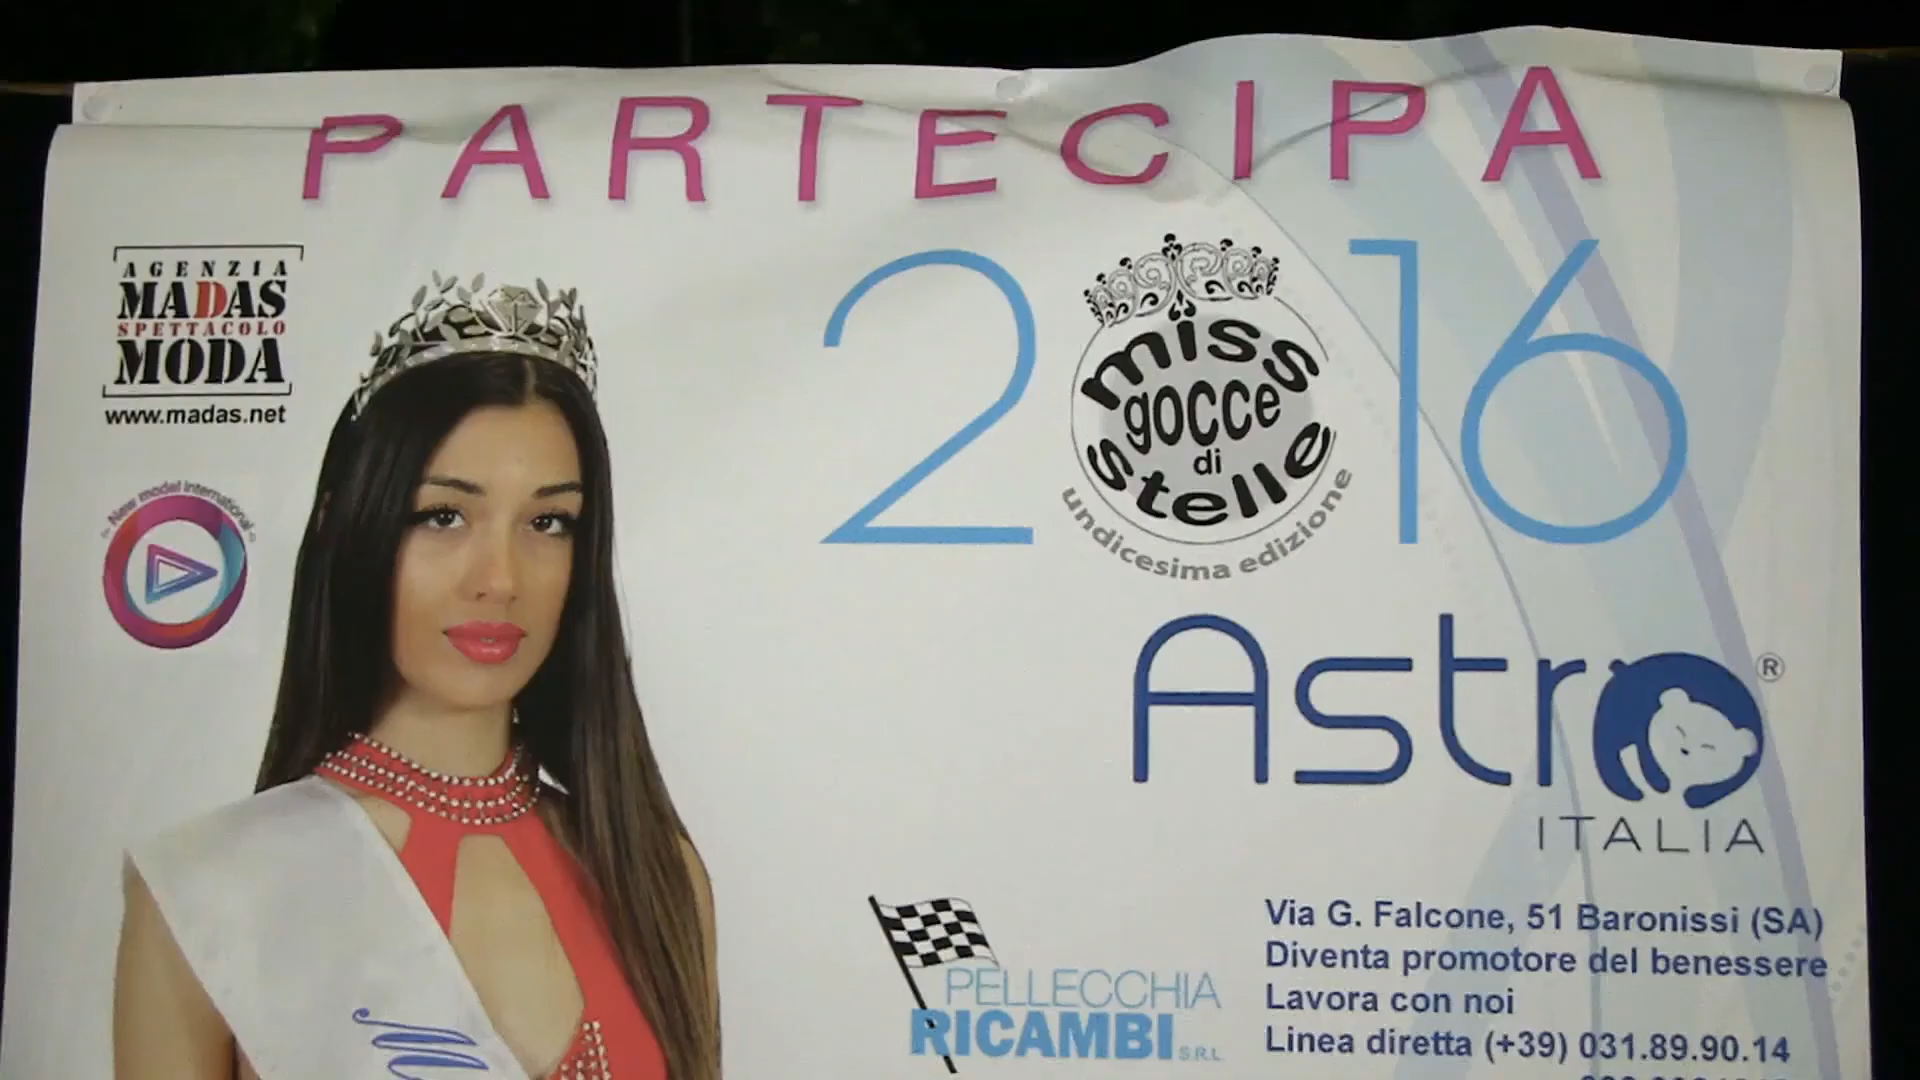 PARTECIPA
AGENZIA
MADAS
SPETTACOLO
MODA
www.madas.net
New model international
2016
miss
gocce
di
stelle
undicesima edizione
Astro®
ITALIA
PELLECCHIA
RICAMBI S.R.L
Via G. Falcone, 51 Baronissi (SA)
Diventa promotore del benessere
Lavora con noi
Linea diretta (+39) 031.89.90.14